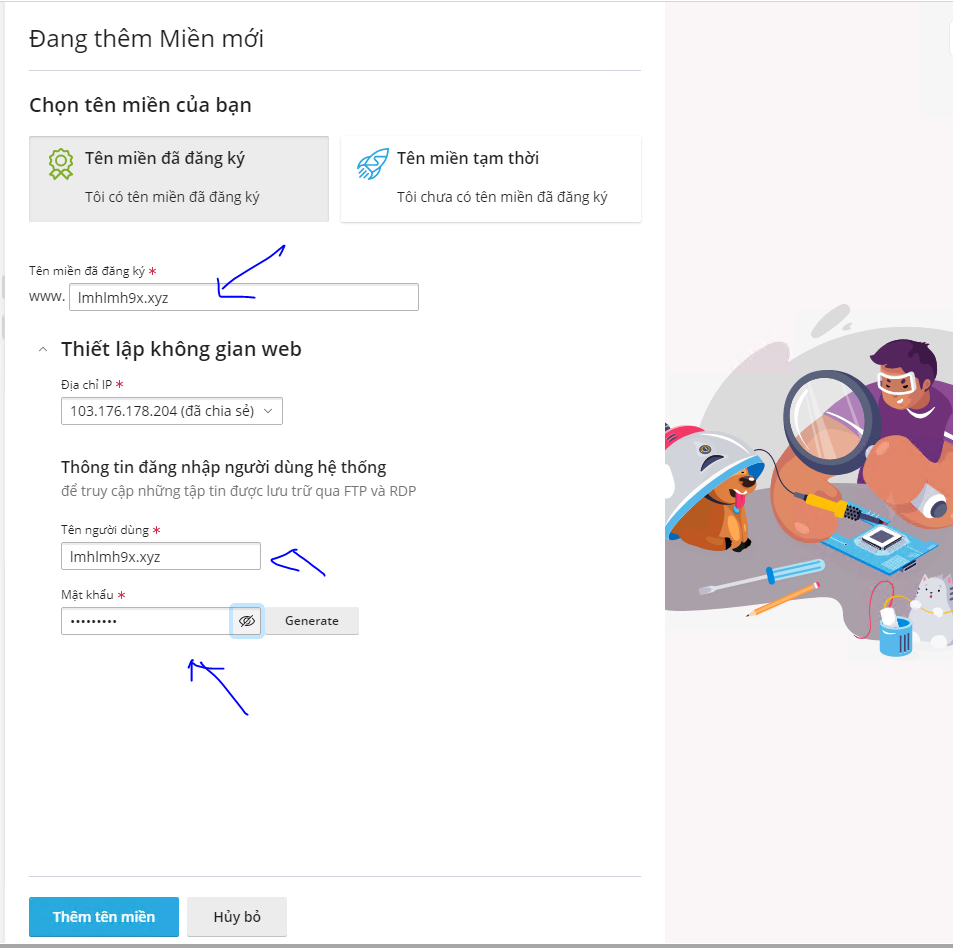 Đang thêm Miền mới
Chọn tên miền của bạn
Tên miền đã đăng ký
Tôi có tên miền đã đăng ký
Tên miền tạm thời
Tôi chưa có tên miền đã đăng ký
Tên miền đã đăng ký *
www. lmhlmh9x.xyz
Thiết lập không gian web
Địa chỉ IP *
103.176.178.204 (đã chia sẻ)
Thông tin đăng nhập người dùng hệ thống
để truy cập những tập tin được lưu trữ qua FTP và RDP
Tên người dùng *
lmhlmh9x.xyz
Mật khẩu *
•••••••••
Generate
Thêm tên miền
Hủy bỏ